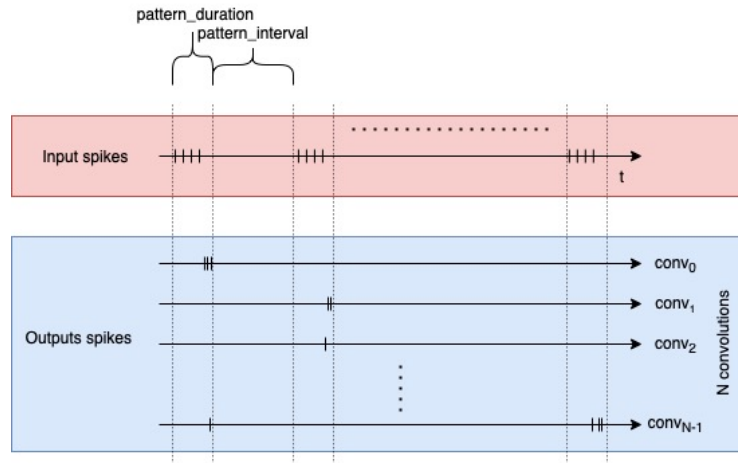 pattern_duration
pattern_interval
Input spikes
t
conv0
conv1
Outputs spikes
conv2
convN-1
N convolutions